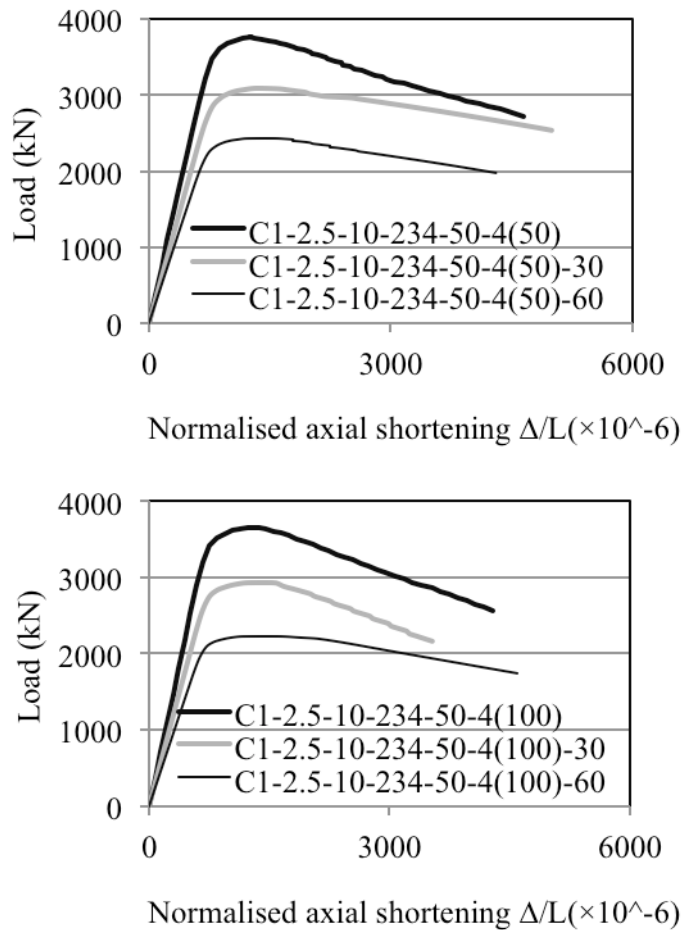 4000
3000
2000
1000
0
Load (kN)
C1-2.5-10-234-50-4(50)
C1-2.5-10-234-50-4(50)-30
C1-2.5-10-234-50-4(50)-60
0 3000 6000
Normalised axial shortening Δ/L(×10^-6)
4000
3000
2000
1000
0
Load (kN)
C1-2.5-10-234-50-4(100)
C1-2.5-10-234-50-4(100)-30
C1-2.5-10-234-50-4(100)-60
0 3000 6000
Normalised axial shortening Δ/L(×10^-6)